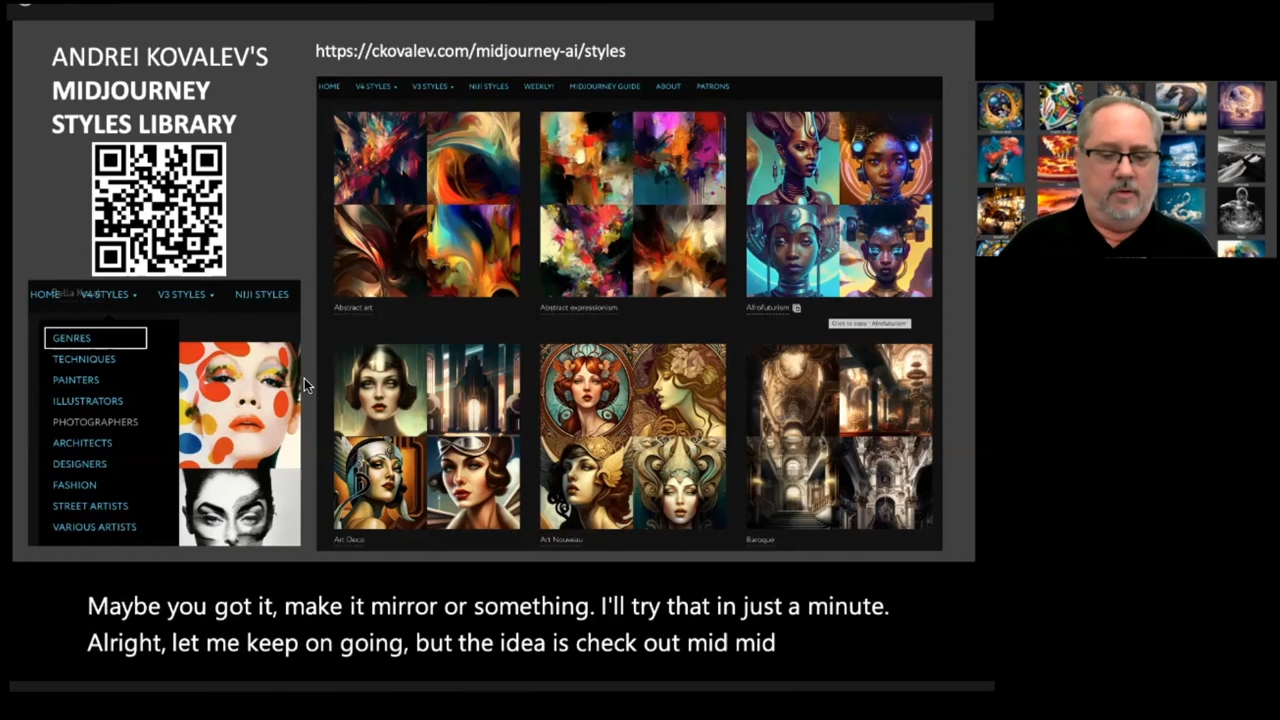 ANDREI KOVALEV'S
MIDJOURNEY
STYLES LIBRARY
https://ckovalev.com/midjourney-ai/styles
HOME V4 STYLES V3 STYLES NIJI STYLES WEEKLY! MIDJOURNEY GUIDE ABOUT PATRONS
Abstract art Abstract expressionism Afrofuturism
Click to copy "Afrofuturism"
Art Deco Art Nouveau Baroque
HOME V4 STYLES V3 STYLES NIJI STYLES
GENRES
TECHNIQUES
PAINTERS
ILLUSTRATORS
PHOTOGRAPHERS
ARCHITECTS
DESIGNERS
FASHION
STREET ARTISTS
VARIOUS ARTISTS
Maybe you got it, make it mirror or something. I'll try that in just a minute.
Alright, let me keep on going, but the idea is check out mid mid